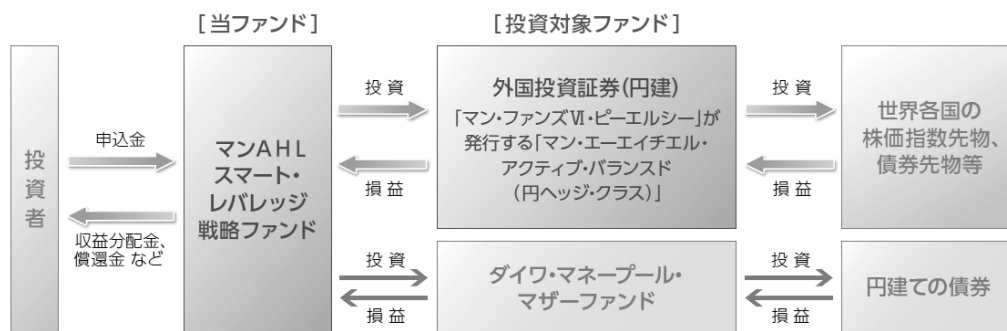 [当ファンド]
[投資対象ファンド]
投資者
申込金
収益分配金、
償還金 など
マンAHL
スマート・
レバレッジ
戦略ファンド
投 資
損 益
外国投資証券(円建)
「マン・ファンズⅥ・ピーエルシー」が
発行する「マン・エーエイチエル・
アクティブ・バランスド
(円ヘッジ・クラス)」
投 資
損 益
世界各国の
株価指数先物、
債券先物等
投 資
損 益
ダイワ・マネープール・
マザーファンド
投 資
損 益
円建ての債券